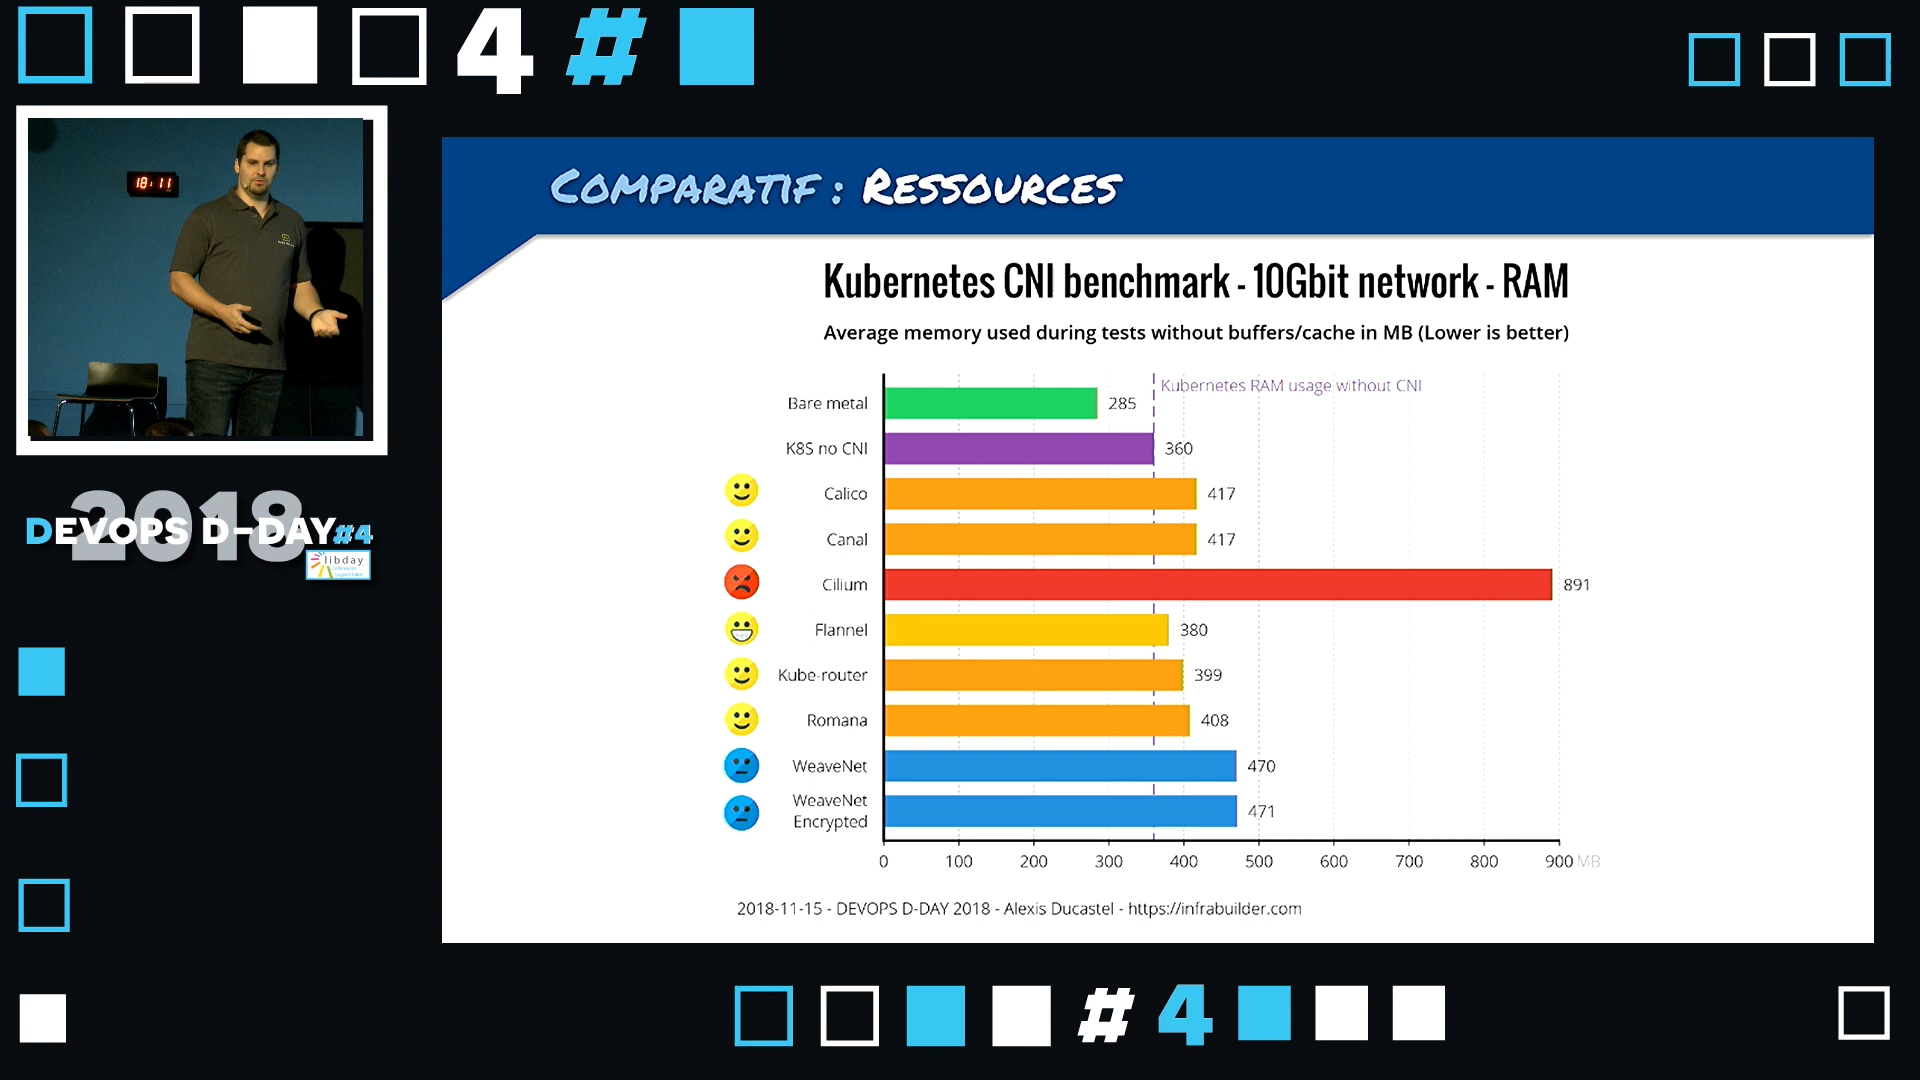 4 #
18:11
2018
DEVOPS D-DAY#4
libday
COMPARATIF : RESSOURCES
Kubernetes CNI benchmark - 10Gbit network - RAM
Average memory used during tests without buffers/cache in MB (Lower is better)
Kubernetes RAM usage without CNI
Bare metal 285
K8S no CNI 360
Calico 417
Canal 417
Cilium 891
Flannel 380
Kube-router 399
Romana 408
WeaveNet 470
WeaveNet
Encrypted 471
0 100 200 300 400 500 600 700 800 900 MB
2018-11-15 - DEVOPS D-DAY 2018 - Alexis Ducastel - https://infrabuilder.com
# 4